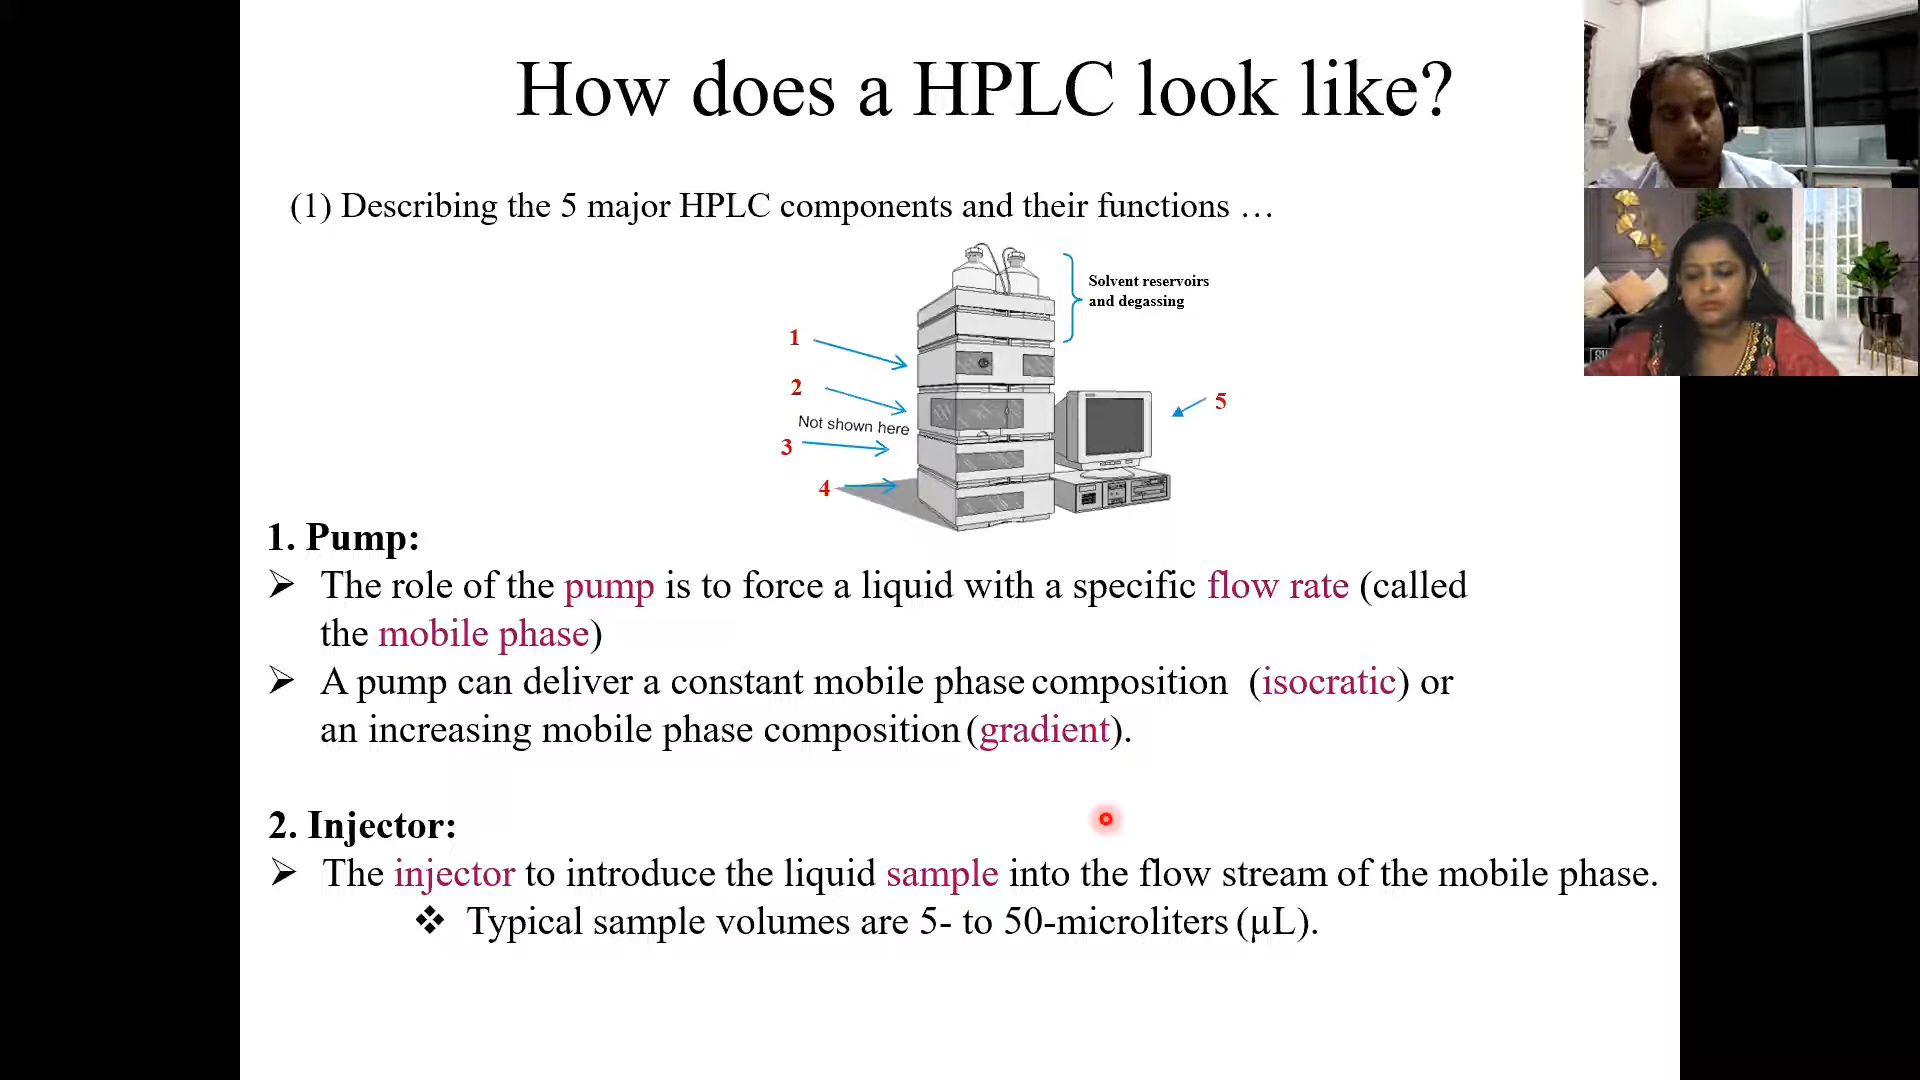 How does a HPLC look like?
(1) Describing the 5 major HPLC components and their functions …
Solvent reservoirs
and degassing
1
2
Not shown here
3
4
5
1. Pump:
➢ The role of the pump is to force a liquid with a specific flow rate (called
the mobile phase)
➢ A pump can deliver a constant mobile phase composition (isocratic) or
an increasing mobile phase composition (gradient).
2. Injector:
➢ The injector to introduce the liquid sample into the flow stream of the mobile phase.
❖ Typical sample volumes are 5- to 50-microliters (µL).